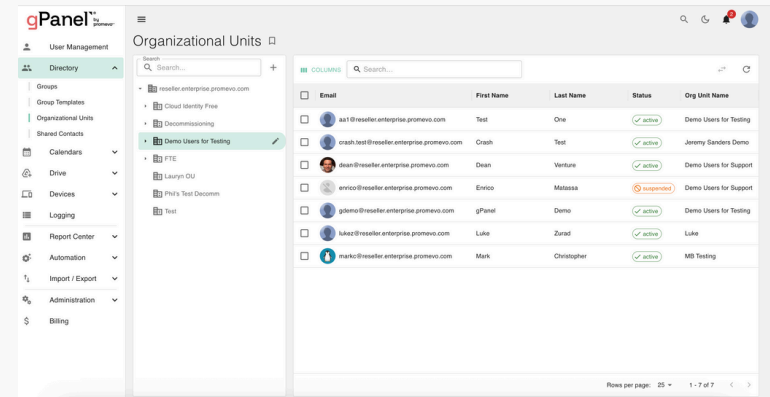 gPanel™ by promevo™
2
User Management
Directory
Groups
Group Templates
Organizational Units
Shared Contacts
Calendars
Drive
Devices
Logging
Report Center
Automation
Import / Export
Administration
Billing
Organizational Units
Search
Search...
reseller.enterprise.promevo.com
Cloud Identity Free
Decommissioning
Demo Users for Testing
FTE
Lauryn OU
Phil's Test Decomm
Test
COLUMNS Search...
Email First Name Last Name Status Org Unit Name
aa1@reseller.enterprise.promevo.com Test One active Demo Users for Testing
crash.test@reseller.enterprise.promevo.com Crash Test active Jeremy Sanders Demo
dean@reseller.enterprise.promevo.com Dean Venture active Demo Users for Support
enrico@reseller.enterprise.promevo.com Enrico Matassa suspended Demo Users for Support
gdemo@reseller.enterprise.promevo.com gPanel Demo active Demo Users for Testing
lukez@reseller.enterprise.promevo.com Luke Zurad active Luke
markc@reseller.enterprise.promevo.com Mark Christopher active MB Testing
Rows per page: 25 1 - 7 of 7